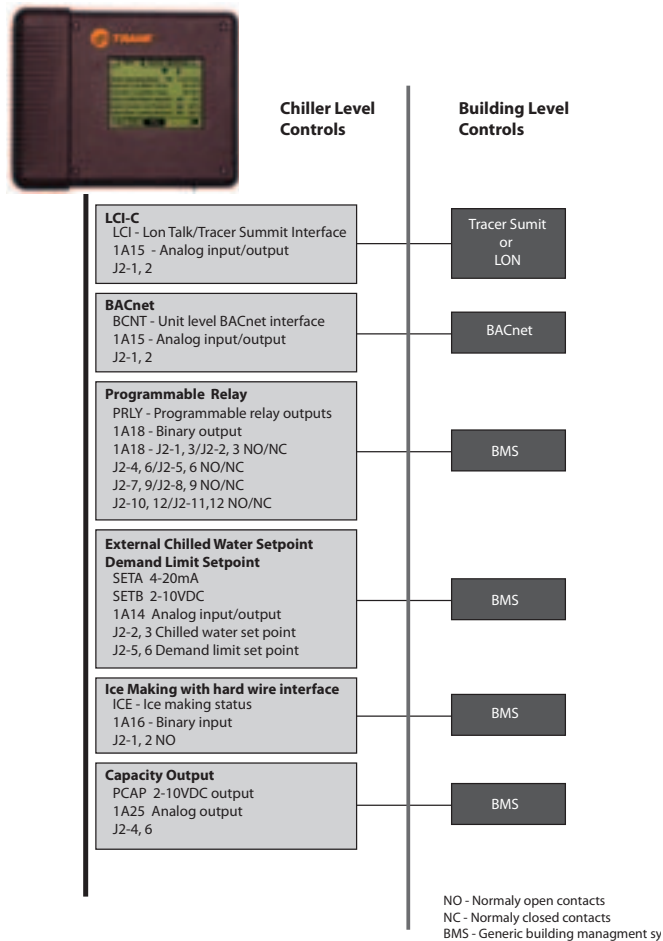 TRANE
Chiller Level
Controls
Building Level
Controls
LCI-C
LCI - Lon Talk/Tracer Summit Interface
1A15 - Analog input/output
J2-1, 2
Tracer Sumit
or
LON
BACnet
BCNT - Unit level BACnet interface
1A15 - Analog input/output
J2-1, 2
BACnet
Programmable Relay
PRLY - Programmable relay outputs
1A18 - Binary output
1A18 - J2-1, 3/J2-2, 3 NO/NC
J2-4, 6/J2-5, 6 NO/NC
J2-7, 9/J2-8, 9 NO/NC
J2-10, 12/J2-11,12 NO/NC
BMS
External Chilled Water Setpoint
Demand Limit Setpoint
SETA 4-20mA
SETB 2-10VDC
1A14 Analog input/output
J2-2, 3 Chilled water set point
J2-5, 6 Demand limit set point
BMS
Ice Making with hard wire interface
ICE - Ice making status
1A16 - Binary input
J2-1, 2 NO
BMS
Capacity Output
PCAP 2-10VDC output
1A25 Analog output
J2-4, 6
BMS
NO - Normaly open contacts
NC - Normaly closed contacts
BMS - Generic building managment sy